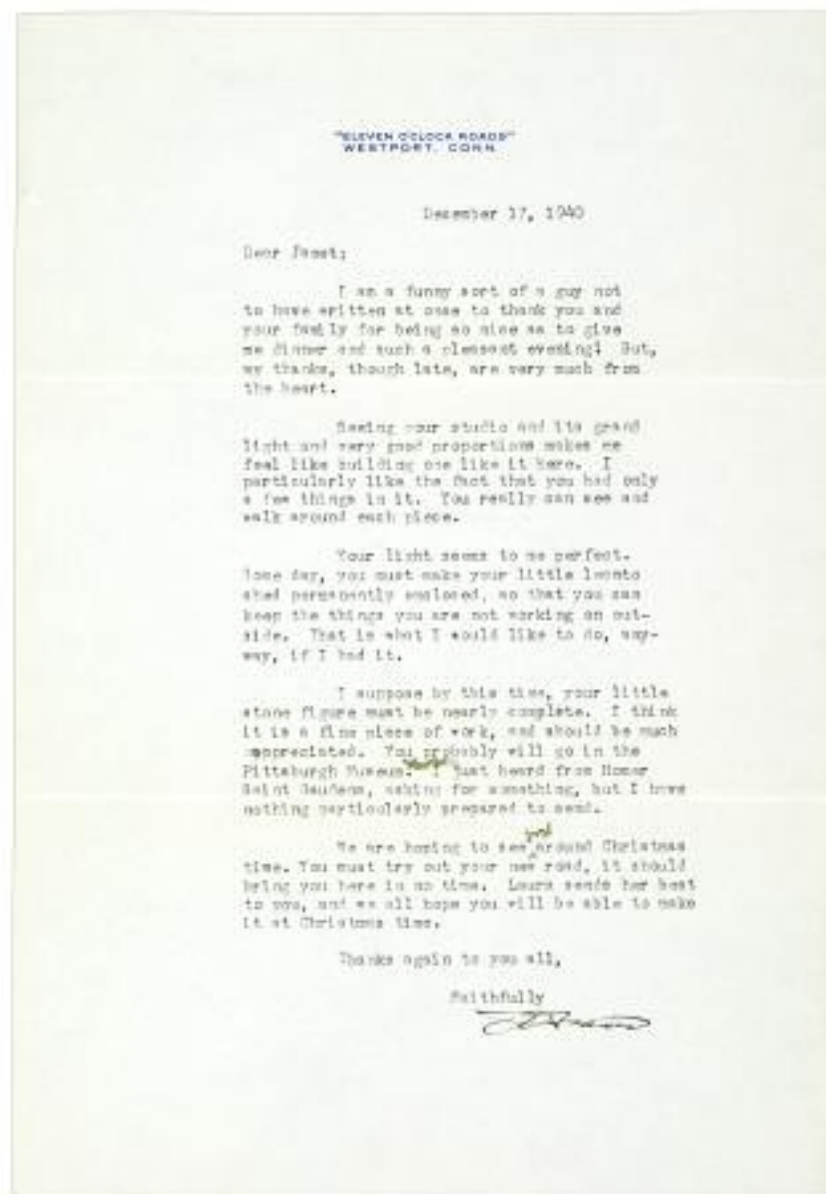 "ELEVEN O'CLOCK ROADS"
WESTPORT, CONN.
December 17, 1940
Dear Janet;
I am a funny sort of a guy not
to have written at once to thank you and
your family for being so nice as to give
me dinner and such a pleasant evening! But,
my thanks, though late, are very much from
the heart.
Seeing your studio and its grand
light and very good proportions makes me
feel like building one like it here. I
particularly like the fact that you had only
a few things in it. You really can see and
walk around each piece.
Your light seems to me perfect.
Some day, you must make your little leanto
shed permanently enclosed, so that you can
keep the things you are not working on out-
side. That is what I would like to do, any-
way, if I had it.
I suppose by this time, your little
stone figure must be nearly complete. I think
it is a fine piece of work, and should be much
appreciated. You probably will go in the
Pittsburgh Museum. I just heard from Homer
Saint Gaudens, asking for something, but I have
nothing particularly prepared to send.
you
We are hoping to see around Christmas
time. You must try out your new road, it should
bring you here in no time. Laura sends her best
to you, and we all hope you will be able to make
it at Christmas time.
Thanks again to you all,
Faithfully